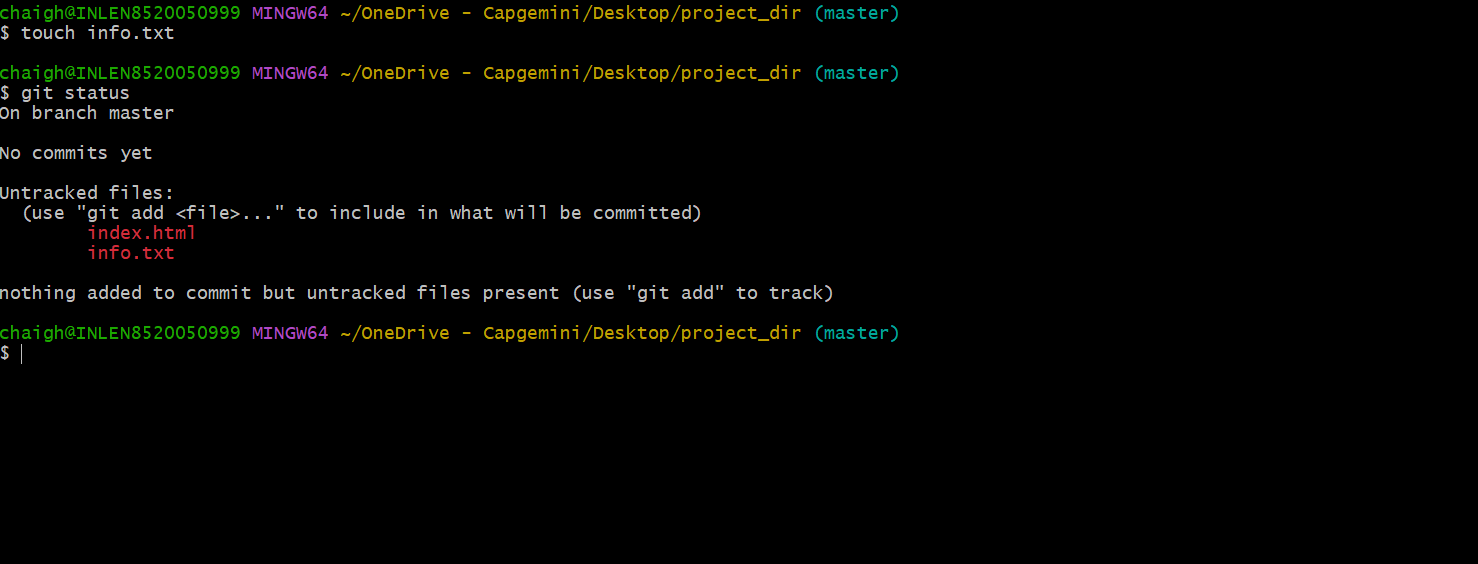 chaigh@INLEN8520050999 MINGW64 ~/OneDrive - Capgemini/Desktop/project_dir (master)
$ touch info.txt
chaigh@INLEN8520050999 MINGW64 ~/OneDrive - Capgemini/Desktop/project_dir (master)
$ git status
On branch master
No commits yet
Untracked files:
  (use "git add <file>..." to include in what will be committed)
        index.html
        info.txt
nothing added to commit but untracked files present (use "git add" to track)
chaigh@INLEN8520050999 MINGW64 ~/OneDrive - Capgemini/Desktop/project_dir (master)
$